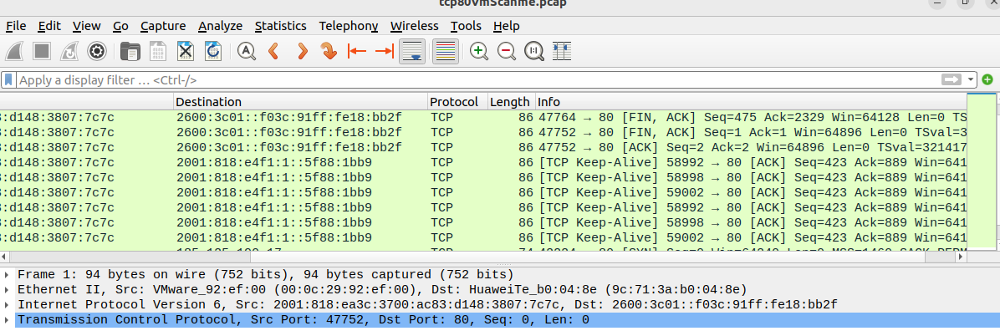 tcp80VmScanme.pcap
File Edit View Go Capture Analyze Statistics Telephony Wireless Tools Help
Apply a display filter … <Ctrl-/>
Destination Protocol Length Info
:d148:3807:7c7c 2600:3c01::f03c:91ff:fe18:bb2f TCP 86 47764 → 80 [FIN, ACK] Seq=475 Ack=2329 Win=64128 Len=0 TS
:d148:3807:7c7c 2600:3c01::f03c:91ff:fe18:bb2f TCP 86 47752 → 80 [FIN, ACK] Seq=1 Ack=1 Win=64896 Len=0 TSval=3
:d148:3807:7c7c 2600:3c01::f03c:91ff:fe18:bb2f TCP 86 47752 → 80 [ACK] Seq=2 Ack=2 Win=64896 Len=0 TSval=321417
:d148:3807:7c7c 2001:818:e4f1:1::5f88:1bb9 TCP 86 [TCP Keep-Alive] 58992 → 80 [ACK] Seq=423 Ack=889 Win=641
:d148:3807:7c7c 2001:818:e4f1:1::5f88:1bb9 TCP 86 [TCP Keep-Alive] 58998 → 80 [ACK] Seq=423 Ack=889 Win=641
:d148:3807:7c7c 2001:818:e4f1:1::5f88:1bb9 TCP 86 [TCP Keep-Alive] 59002 → 80 [ACK] Seq=423 Ack=889 Win=641
:d148:3807:7c7c 2001:818:e4f1:1::5f88:1bb9 TCP 86 [TCP Keep-Alive] 58992 → 80 [ACK] Seq=423 Ack=889 Win=641
:d148:3807:7c7c 2001:818:e4f1:1::5f88:1bb9 TCP 86 [TCP Keep-Alive] 58998 → 80 [ACK] Seq=423 Ack=889 Win=641
:d148:3807:7c7c 2001:818:e4f1:1::5f88:1bb9 TCP 86 [TCP Keep-Alive] 59002 → 80 [ACK] Seq=423 Ack=889 Win=641
Frame 1: 94 bytes on wire (752 bits), 94 bytes captured (752 bits)
Ethernet II, Src: VMware_92:ef:00 (00:0c:29:92:ef:00), Dst: HuaweiTe_b0:04:8e (9c:71:3a:b0:04:8e)
Internet Protocol Version 6, Src: 2001:818:ea3c:3700:ac83:d148:3807:7c7c, Dst: 2600:3c01::f03c:91ff:fe18:bb2f
Transmission Control Protocol, Src Port: 47752, Dst Port: 80, Seq: 0, Len: 0